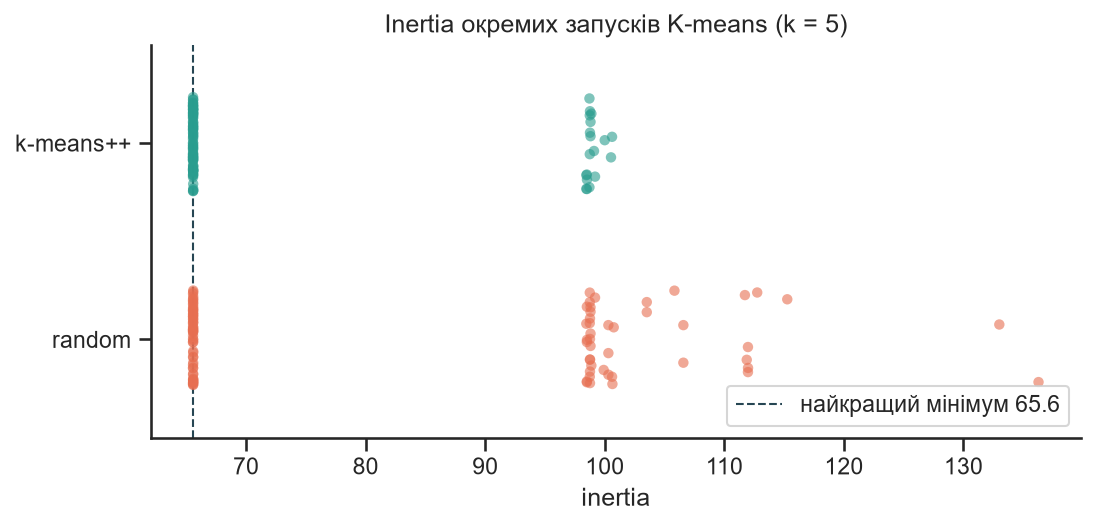 Inertia окремих запусків K-means (k = 5)
k-means++
random
найкращий мінімум 65.6
70 80 90 100 110 120 130
inertia